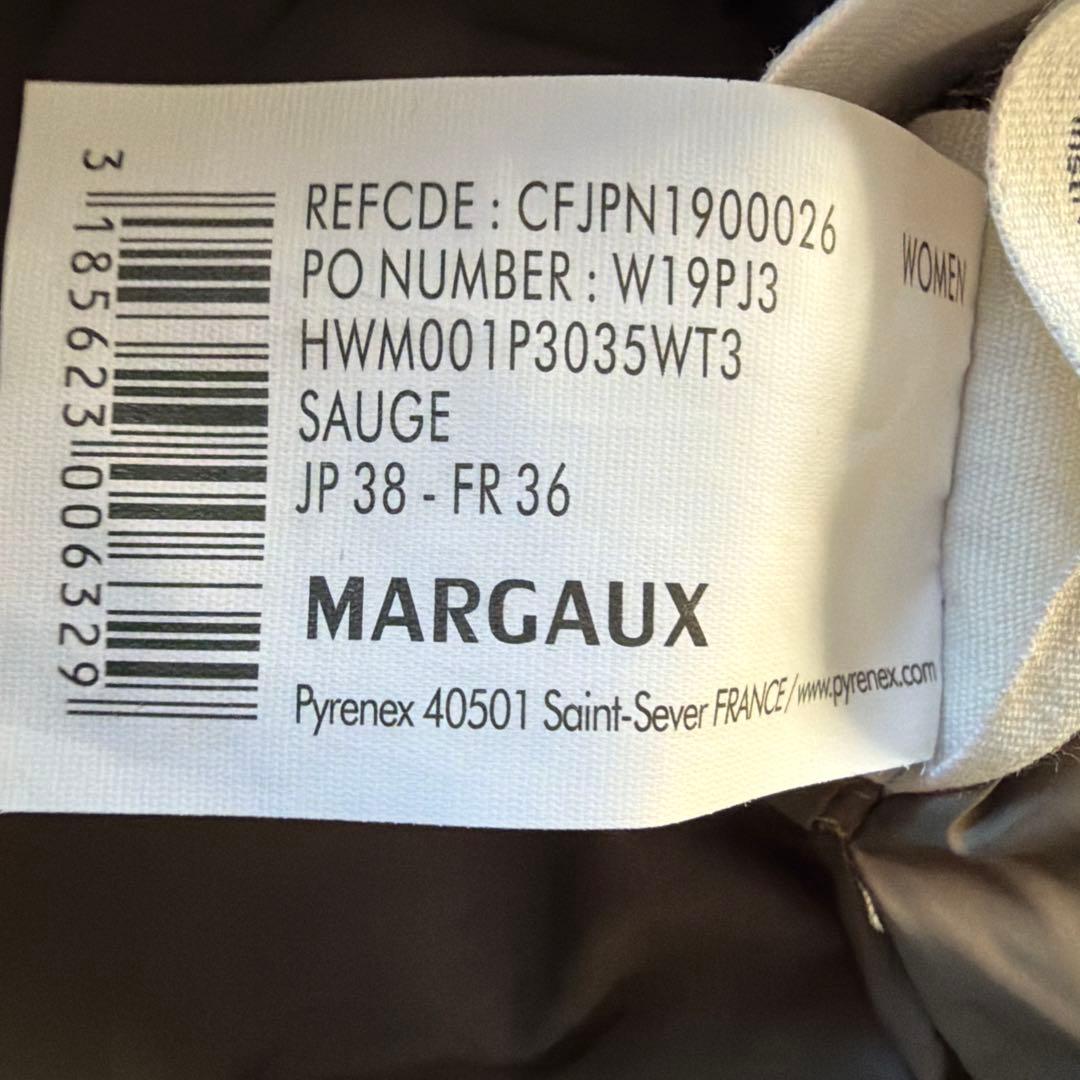 REFCDE : CFJPN1900026
PO NUMBER : W19PJ3
HWM001P3035WT3
SAUGE
JP 38 - FR 36
MARGAUX
Pyrenex 40501 Saint-Sever FRANCE/www.pyrenex.com
WOMEN
3 185623 006329